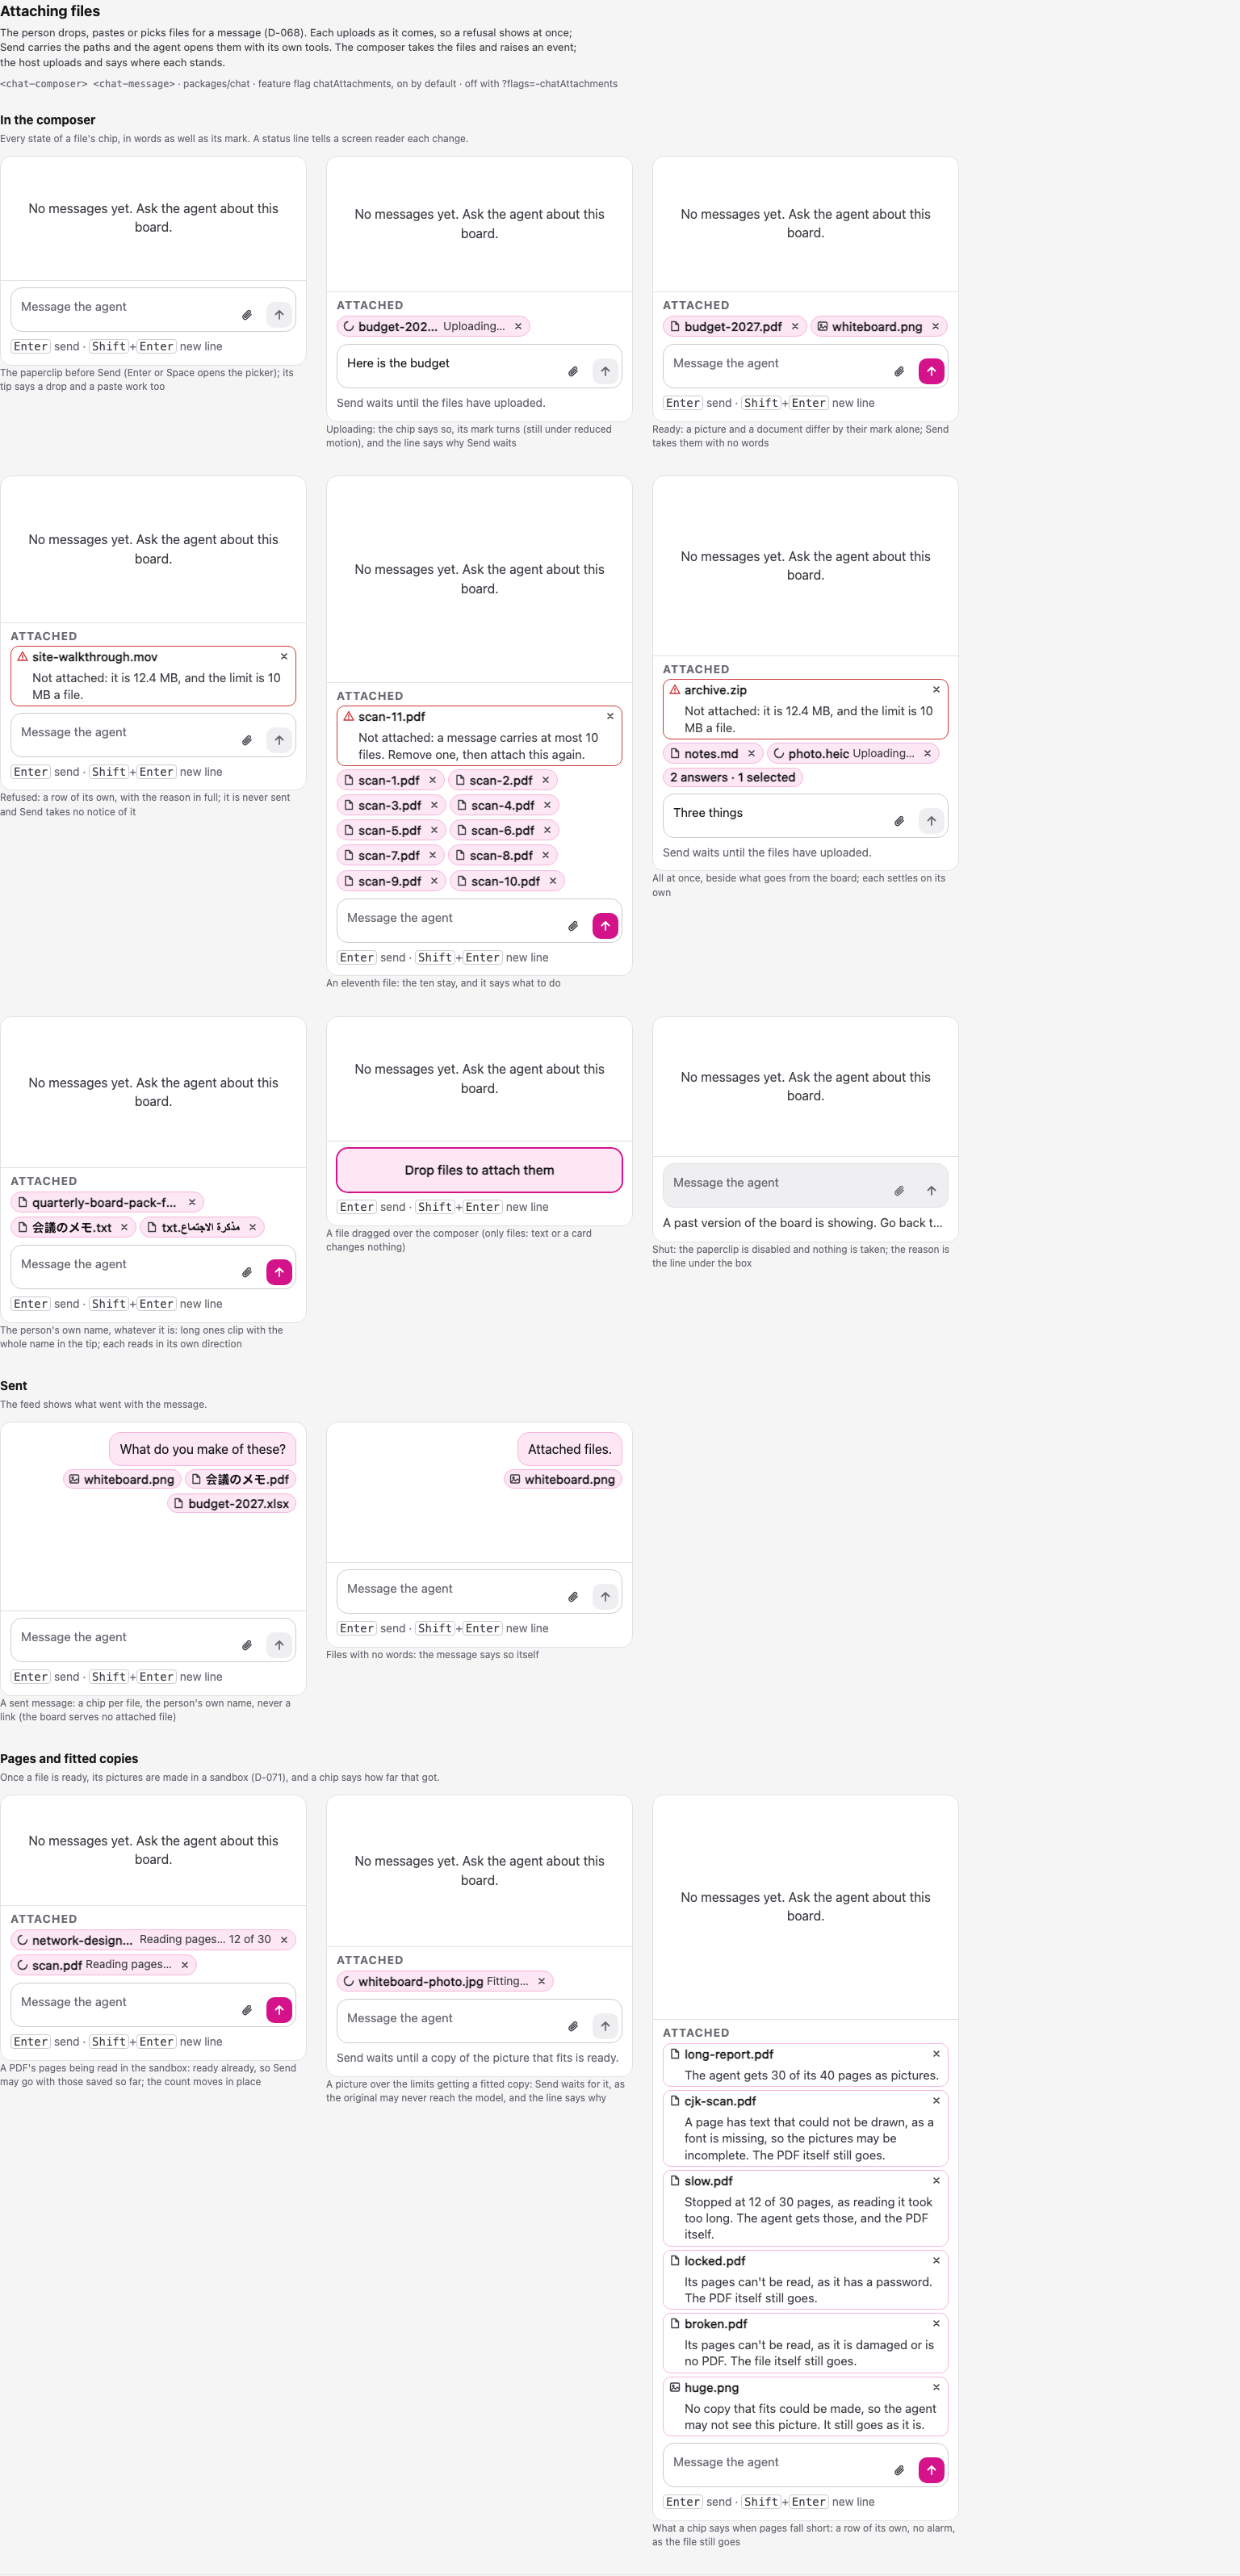 Attaching files
The person drops, pastes or picks files for a message (D-068). Each uploads as it comes, so a refusal shows at once;
Send carries the paths and the agent opens them with its own tools. The composer takes the files and raises an event;
the host uploads and says where each stands.
<chat-composer> <chat-message> · packages/chat · feature flag chatAttachments, on by default · off with ?flags=-chatAttachments
In the composer
Every state of a file's chip, in words as well as its mark. A status line tells a screen reader each change.
No messages yet. Ask the agent about this
board.
Message the agent
Enter send · Shift+Enter new line
The paperclip before Send (Enter or Space opens the picker); its
tip says a drop and a paste work too
No messages yet. Ask the agent about this
board.
ATTACHED
budget-202... Uploading...
Here is the budget
Send waits until the files have uploaded.
Uploading: the chip says so, its mark turns (still under reduced
motion), and the line says why Send waits
No messages yet. Ask the agent about this
board.
ATTACHED
budget-2027.pdf whiteboard.png
Message the agent
Enter send · Shift+Enter new line
Ready: a picture and a document differ by their mark alone; Send
takes them with no words
No messages yet. Ask the agent about this
board.
ATTACHED
site-walkthrough.mov
Not attached: it is 12.4 MB, and the limit is 10
MB a file.
Message the agent
Enter send · Shift+Enter new line
Refused: a row of its own, with the reason in full; it is never sent
and Send takes no notice of it
No messages yet. Ask the agent about this
board.
ATTACHED
scan-11.pdf
Not attached: a message carries at most 10
files. Remove one, then attach this again.
scan-1.pdf scan-2.pdf
scan-3.pdf scan-4.pdf
scan-5.pdf scan-6.pdf
scan-7.pdf scan-8.pdf
scan-9.pdf scan-10.pdf
Message the agent
Enter send · Shift+Enter new line
An eleventh file: the ten stay, and it says what to do
No messages yet. Ask the agent about this
board.
ATTACHED
archive.zip
Not attached: it is 12.4 MB, and the limit is 10
MB a file.
notes.md photo.heic Uploading...
2 answers · 1 selected
Three things
Send waits until the files have uploaded.
All at once, beside what goes from the board; each settles on its
own
No messages yet. Ask the agent about this
board.
ATTACHED
quarterly-board-pack-f...
会議のメモ.txt مذكرة الاجتماع.txt
Message the agent
Enter send · Shift+Enter new line
The person's own name, whatever it is: long ones clip with the
whole name in the tip; each reads in its own direction
No messages yet. Ask the agent about this
board.
Drop files to attach them
Enter send · Shift+Enter new line
A file dragged over the composer (only files: text or a card
changes nothing)
No messages yet. Ask the agent about this
board.
Message the agent
A past version of the board is showing. Go back t...
Shut: the paperclip is disabled and nothing is taken; the reason is
the line under the box
Sent
The feed shows what went with the message.
What do you make of these?
whiteboard.png 会議のメモ.pdf
budget-2027.xlsx
Message the agent
Enter send · Shift+Enter new line
A sent message: a chip per file, the person's own name, never a
link (the board serves no attached file)
Attached files.
whiteboard.png
Message the agent
Enter send · Shift+Enter new line
Files with no words: the message says so itself
Pages and fitted copies
Once a file is ready, its pictures are made in a sandbox (D-071), and a chip says how far that got.
No messages yet. Ask the agent about this
board.
ATTACHED
network-design... Reading pages... 12 of 30
scan.pdf Reading pages...
Message the agent
Enter send · Shift+Enter new line
A PDF's pages being read in the sandbox: ready already, so Send
may go with those saved so far; the count moves in place
No messages yet. Ask the agent about this
board.
ATTACHED
whiteboard-photo.jpg Fitting...
Message the agent
Send waits until a copy of the picture that fits is ready.
A picture over the limits getting a fitted copy: Send waits for it, as
the original may never reach the model, and the line says why
No messages yet. Ask the agent about this
board.
ATTACHED
long-report.pdf
The agent gets 30 of its 40 pages as pictures.
cjk-scan.pdf
A page has text that could not be drawn, as a
font is missing, so the pictures may be
incomplete. The PDF itself still goes.
slow.pdf
Stopped at 12 of 30 pages, as reading it took
too long. The agent gets those, and the PDF
itself.
locked.pdf
Its pages can't be read, as it has a password.
The PDF itself still goes.
broken.pdf
Its pages can't be read, as it is damaged or is
no PDF. The file itself still goes.
huge.png
No copy that fits could be made, so the agent
may not see this picture. It still goes as it is.
Message the agent
Enter send · Shift+Enter new line
What a chip says when pages fall short: a row of its own, no alarm,
as the file still goes